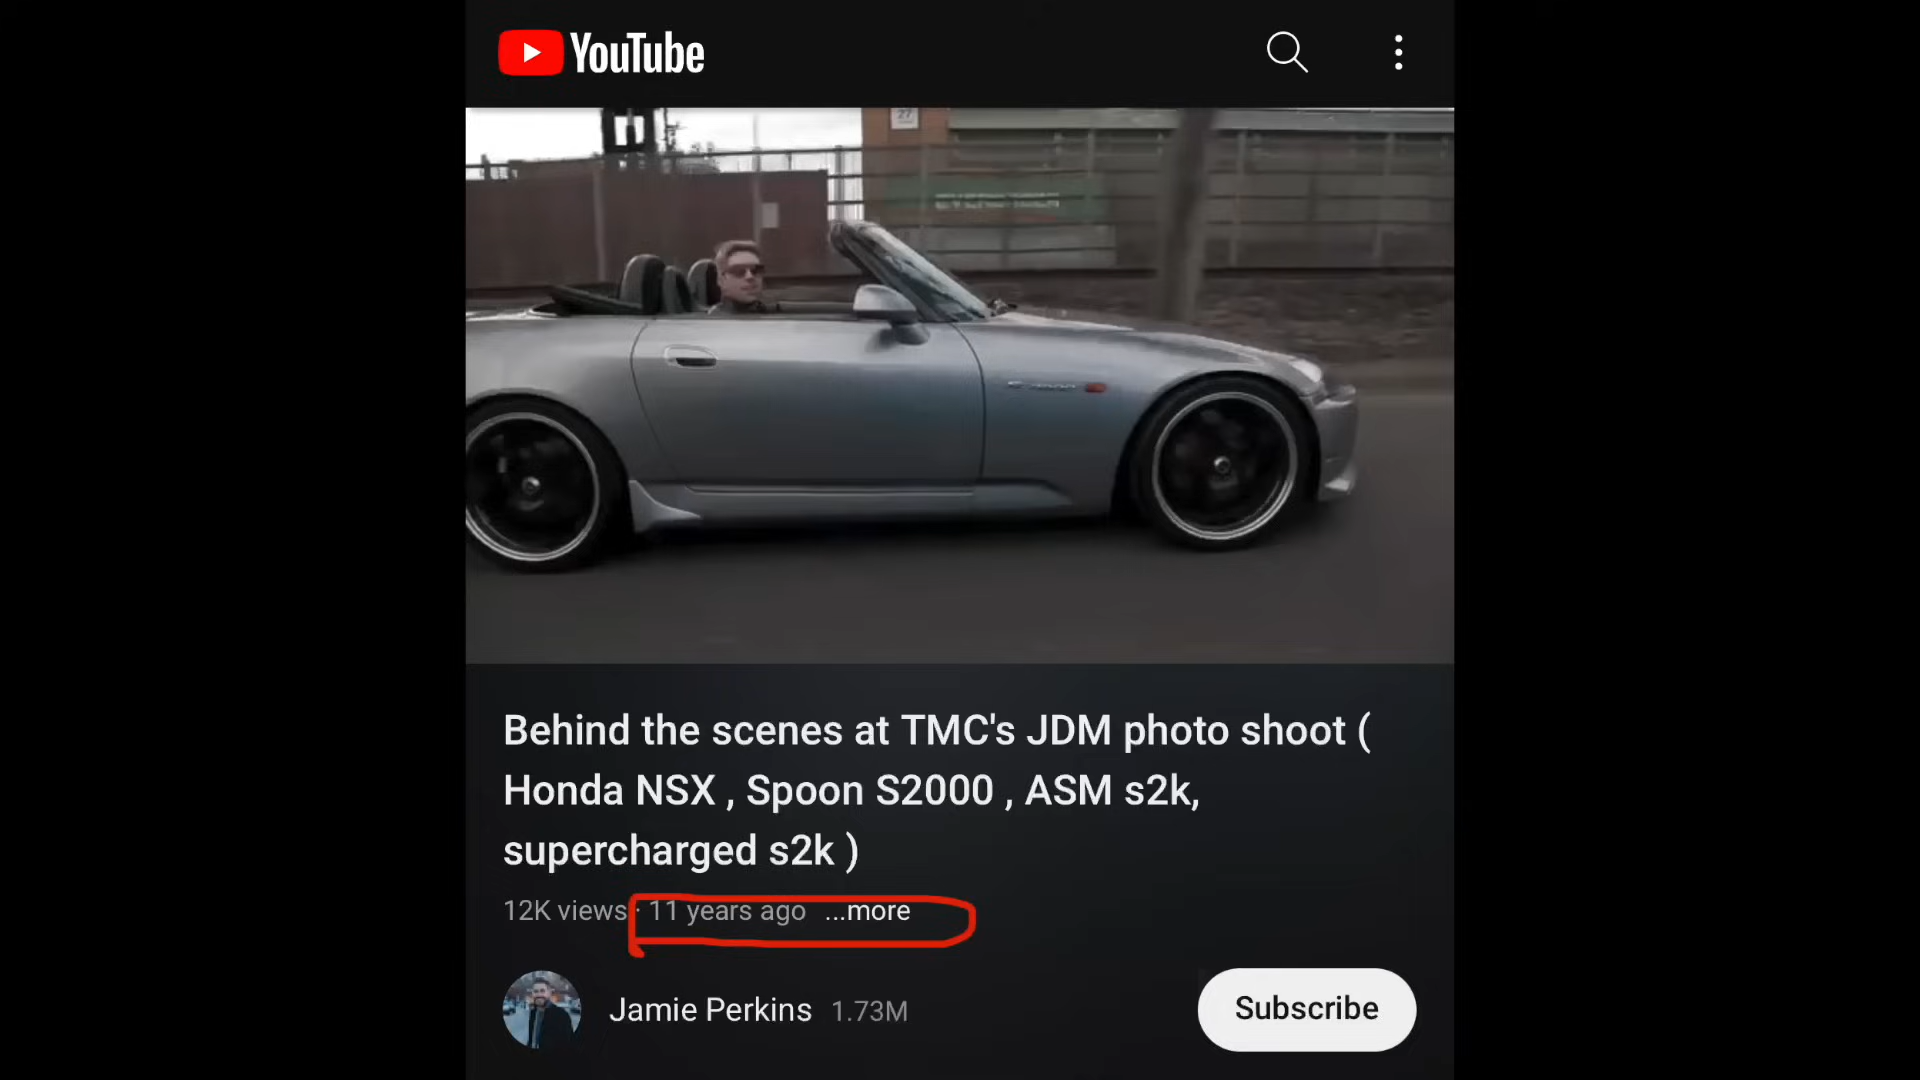 YouTube
27
Behind the scenes at TMC's JDM photo shoot (
Honda NSX , Spoon S2000 , ASM s2k,
supercharged s2k )
12K views · 11 years ago ...more
Jamie Perkins 1.73M
Subscribe